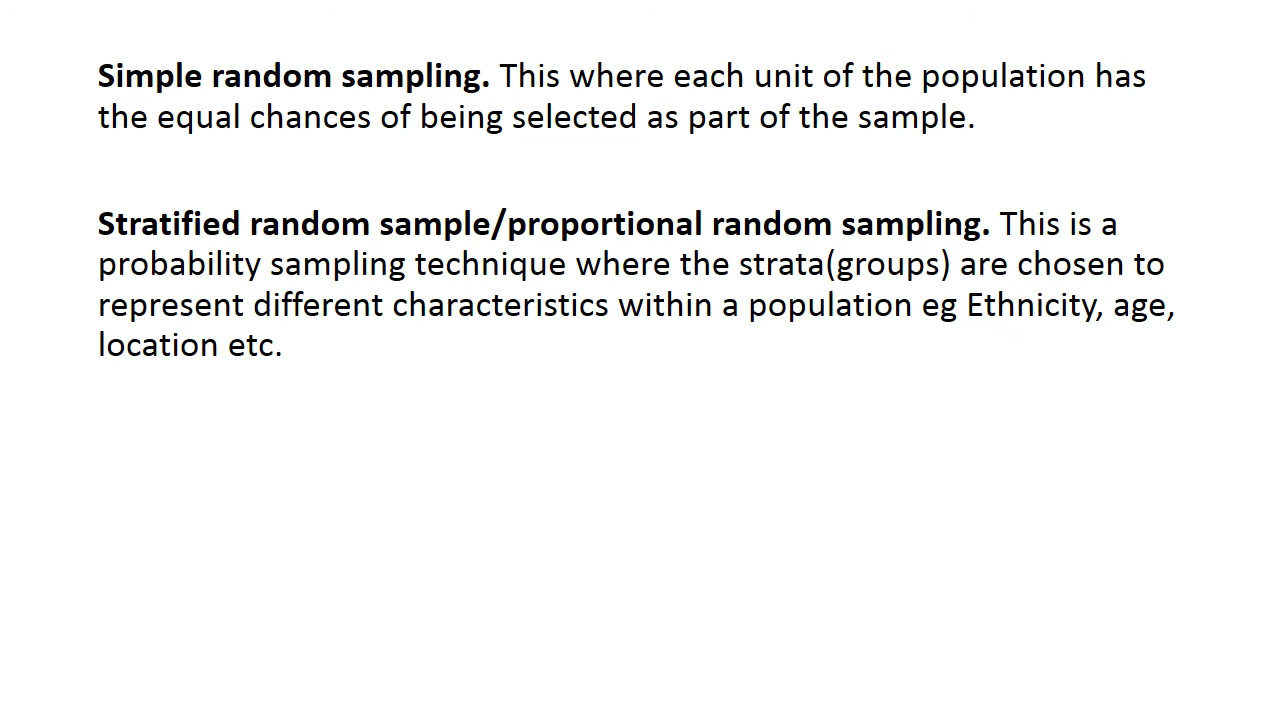 Simple random sampling. This where each unit of the population has
the equal chances of being selected as part of the sample.
Stratified random sample/proportional random sampling. This is a
probability sampling technique where the strata(groups) are chosen to
represent different characteristics within a population eg Ethnicity, age,
location etc.